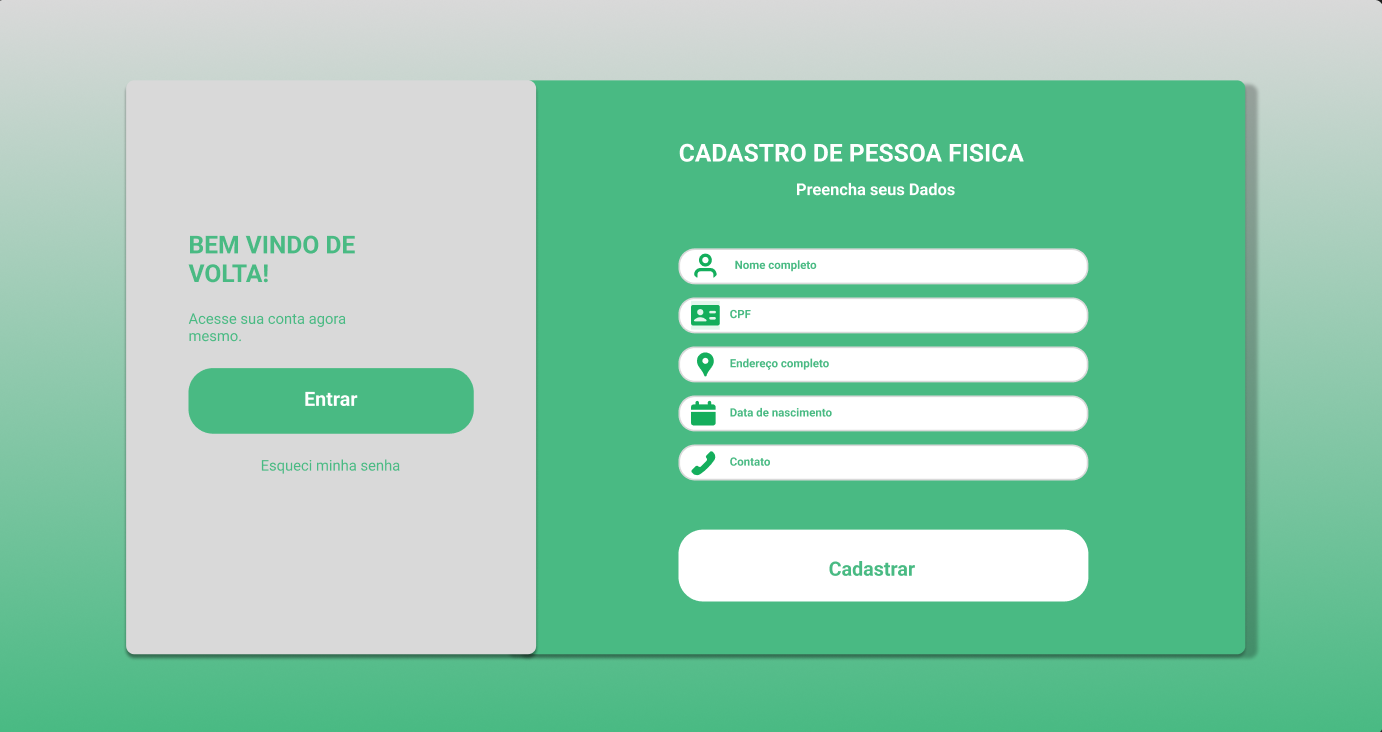 BEM VINDO DE
VOLTA!
Acesse sua conta agora
mesmo.
Entrar
Esqueci minha senha
CADASTRO DE PESSOA FISICA
Preencha seus Dados
Nome completo
CPF
Endereço completo
Data de nascimento
Contato
Cadastrar